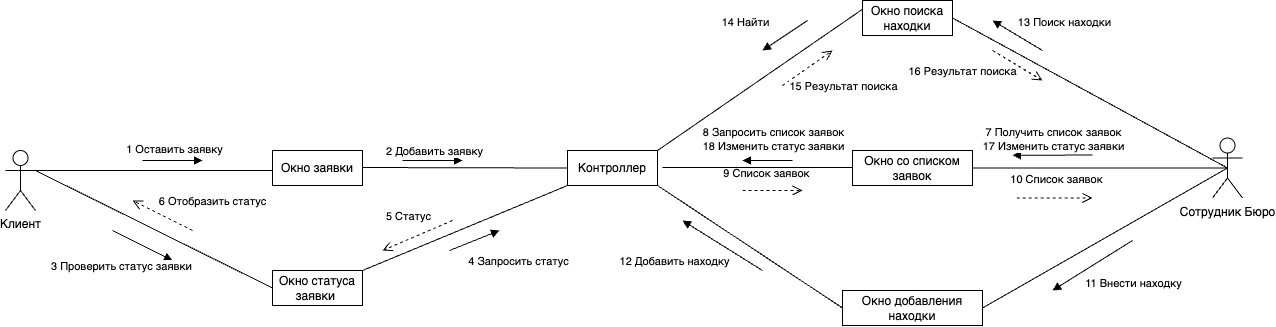 14 Найти
Окно поиска
находки
13 Поиск находки
16 Результат поиска
15 Результат поиска
1 Оставить заявку
2 Добавить заявку
8 Запросить список заявок
18 Изменить статус заявки
7 Получить список заявок
17 Изменить статус заявки
Окно заявки
Контроллер
Окно со списком
заявок
9 Список заявок
10 Список заявок
6 Отобразить статус
5 Статус
Клиент
Сотрудник Бюро
3 Проверить статус заявки
4 Запросить статус
12 Добавить находку
Окно статуса
заявки
11 Внести находку
Окно добавления
находки